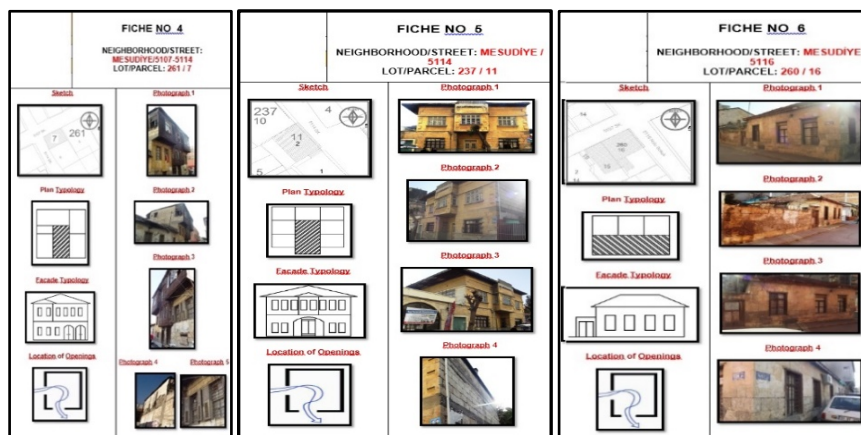 FICHE NO 4
NEIGHBORHOOD/STREET:
MESUDİYE/5107-5114
LOT/PARCEL: 261 / 7
Sketch
7 261
Plan Typology
Facade Typology
Location of Openings
Photograph 1
Photograph 2
Photograph 3
Photograph 4 Photograph 5
FICHE NO 5
NEIGHBORHOOD/STREET: MESUDİYE /
5114
LOT/PARCEL: 237 / 11
Sketch
237
10
4
11
2
5
1
Plan Typology
Facade Typology
Location of Openings
Photograph 1
Photograph 2
Photograph 3
Photograph 4
FICHE NO 6
NEIGHBORHOOD/STREET: MESUDİYE
5116
LOT/PARCEL: 260 / 16
Sketch
260
16
Plan Typology
Facade Typology
Location of Openings
Photograph 1
Photograph 2
Photograph 3
Photograph 4